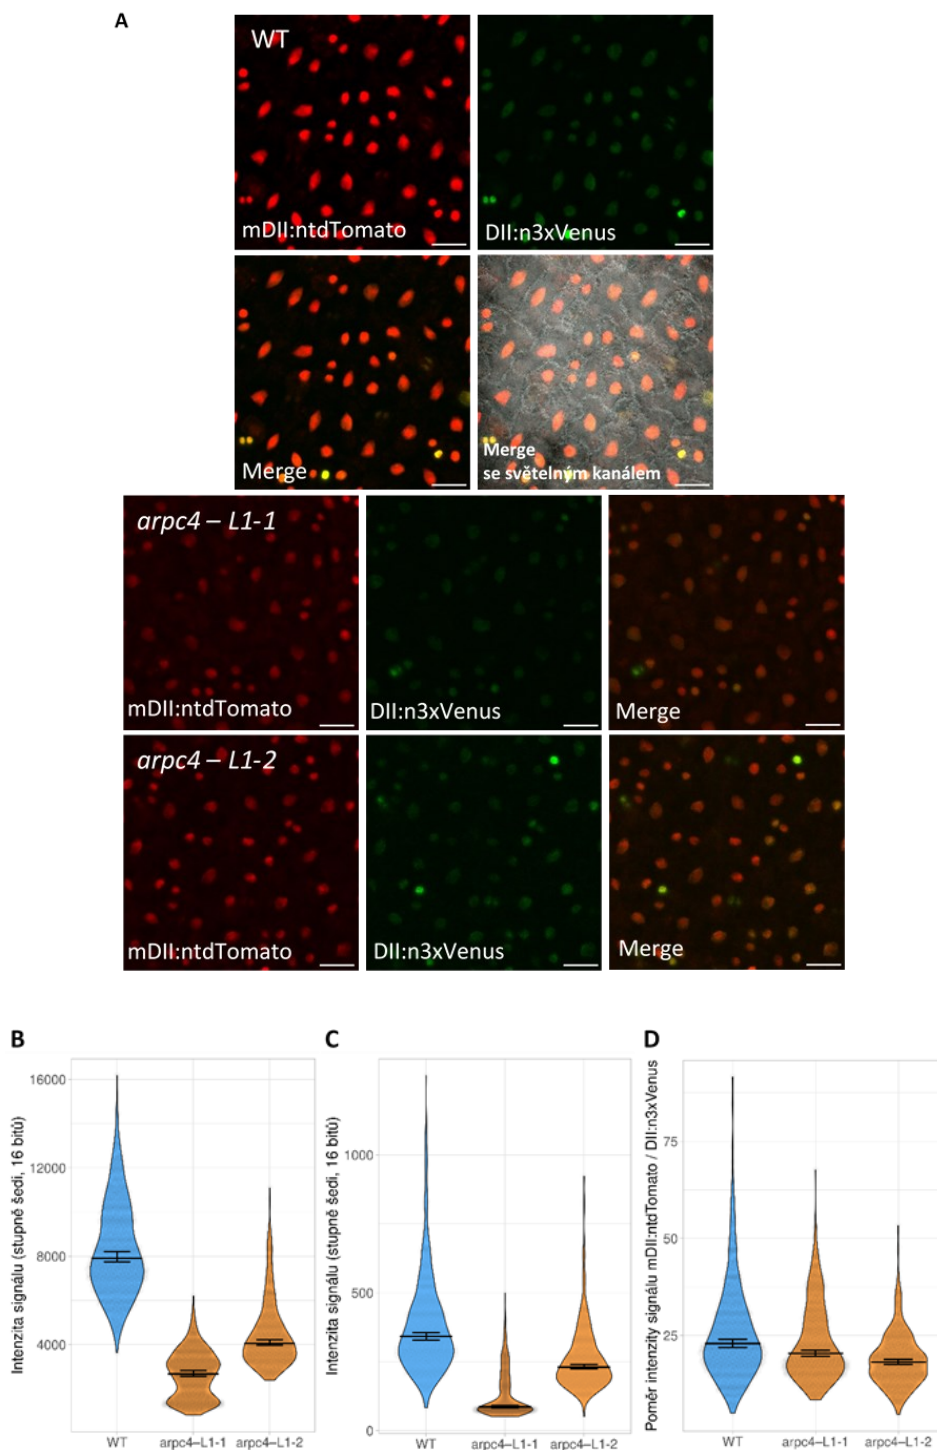 A
WT
mDII:ntdTomato
DII:n3xVenus
Merge
Merge
se světelným kanálem
arpc4 – L1-1
mDII:ntdTomato
DII:n3xVenus
Merge
arpc4 – L1-2
mDII:ntdTomato
DII:n3xVenus
Merge
B
Intenzita signálu (stupně šedi, 16 bitů)
16000
12000
8000
4000
WT
arpc4–L1-1
arpc4–L1-2
C
Intenzita signálu (stupně šedi, 16 bitů)
1000
500
0
WT
arpc4–L1-1
arpc4–L1-2
D
Poměr intenzity signálu mDII:ntdTomato / DII:n3xVenus
75
50
25
0
WT
arpc4–L1-1
arpc4–L1-2